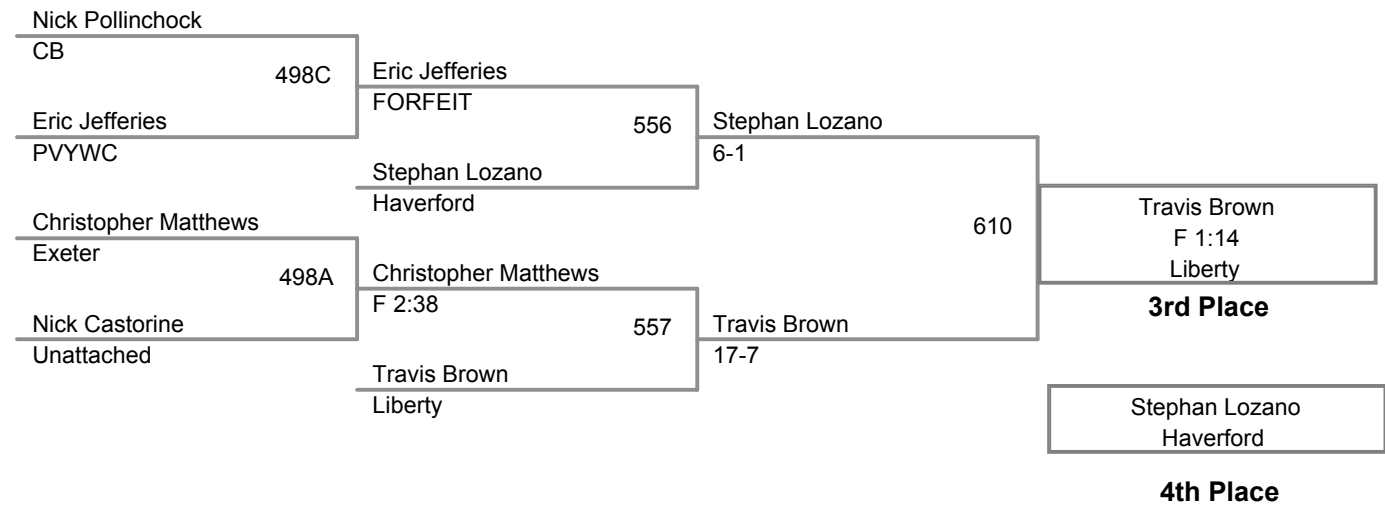 Nick Pollinchock
CB
498C
Eric Jefferies
FORFEIT
Eric Jefferies
PVYWC
556
Stephan Lozano
6-1
Stephan Lozano
Haverford
Christopher Matthews
Exeter
498A
Christopher Matthews
F 2:38
Nick Castorine
Unattached
557
Travis Brown
17-7
Travis Brown
Liberty
610
Travis Brown
F 1:14
Liberty
3rd Place
Stephan Lozano
Haverford
4th Place